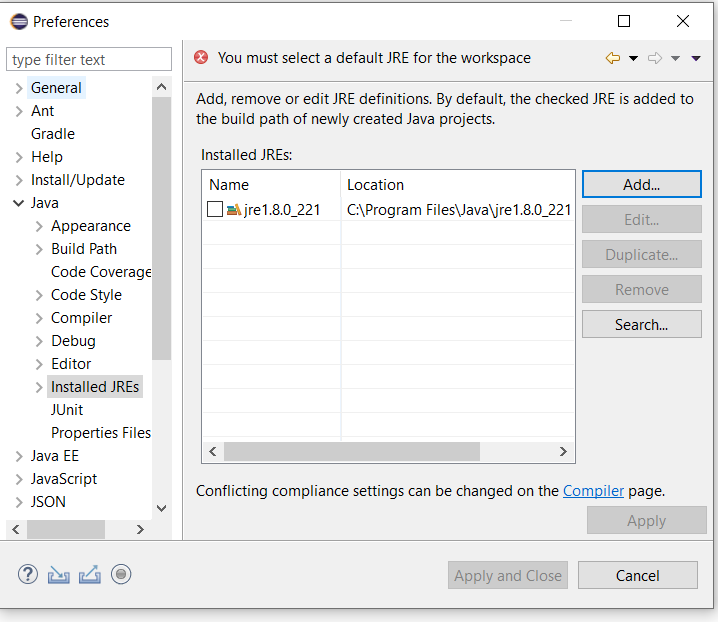 Preferences
type filter text
General
Ant
Gradle
Help
Install/Update
Java
Appearance
Build Path
Code Coverage
Code Style
Compiler
Debug
Editor
Installed JREs
JUnit
Properties Files
Java EE
JavaScript
JSON
You must select a default JRE for the workspace
Add, remove or edit JRE definitions. By default, the checked JRE is added to
the build path of newly created Java projects.
Installed JREs:
Name Location
jre1.8.0_221 C:\Program Files\Java\jre1.8.0_221
Add...
Edit...
Duplicate...
Remove
Search...
Conflicting compliance settings can be changed on the Compiler page.
Apply
?
Apply and Close Cancel